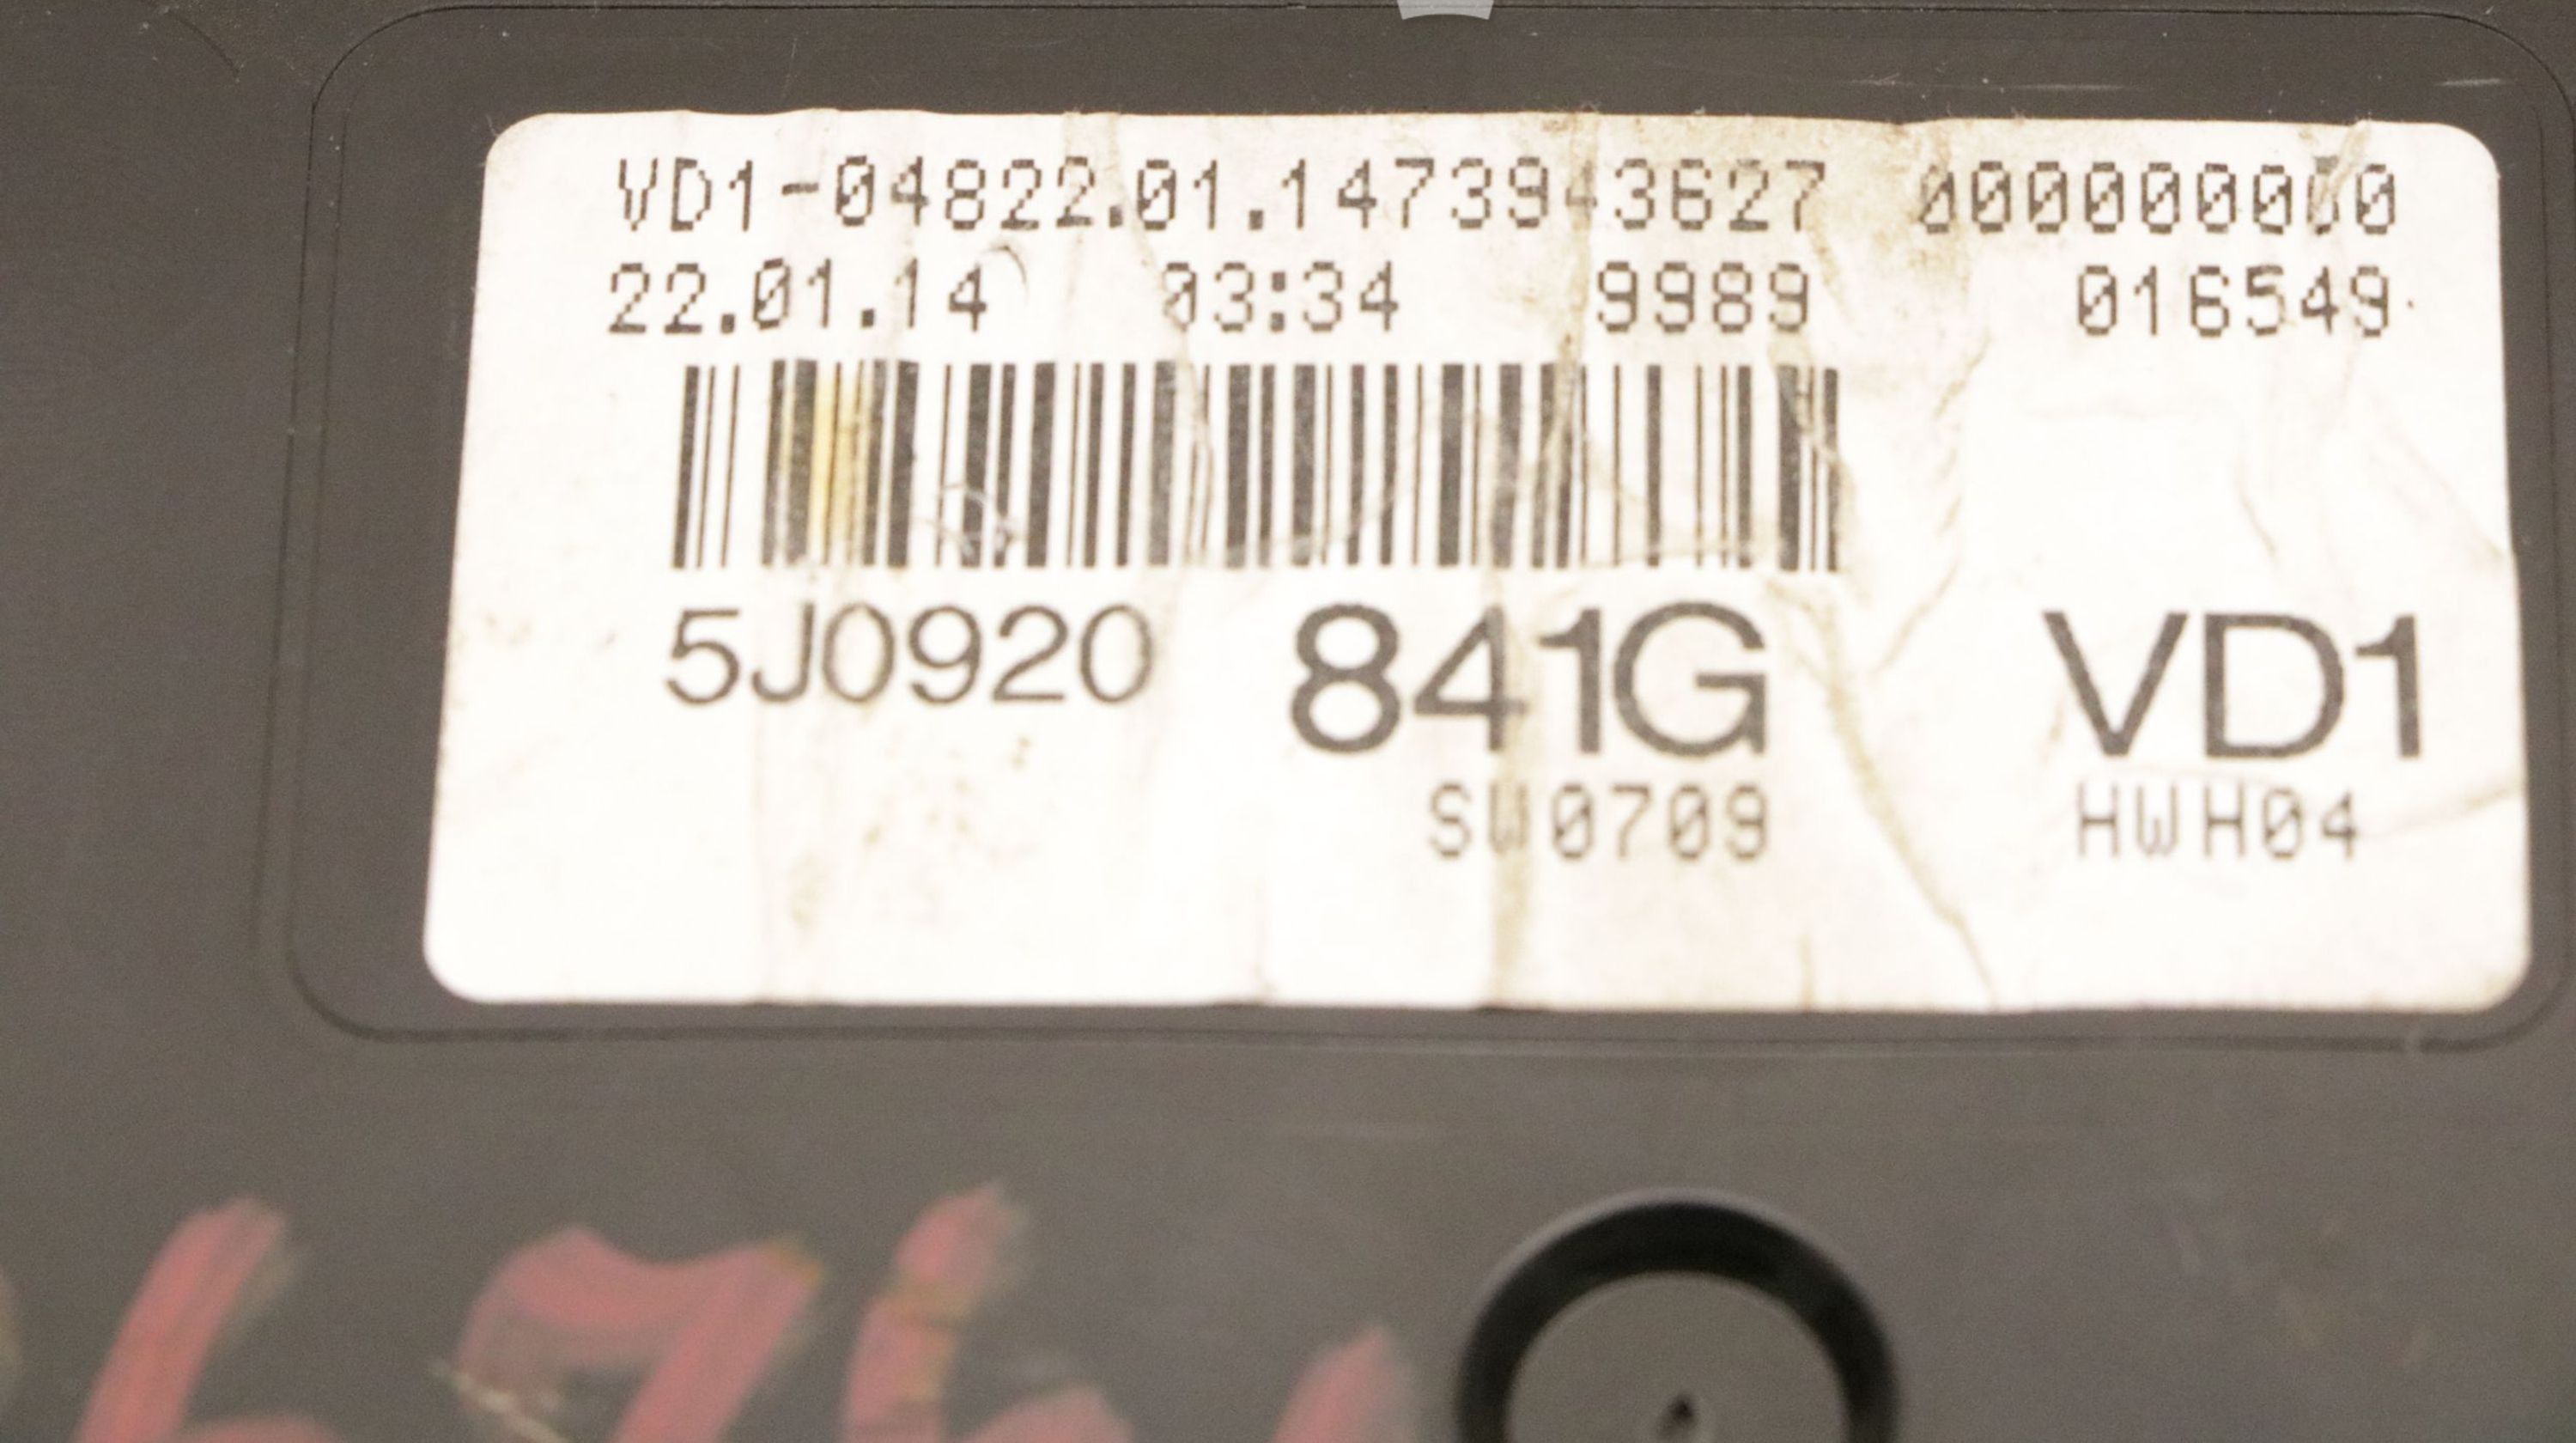 VD1-04822.01.1473943627 000000000
22.01.14 03:34 9989 016549
5J0920 841G VD1
SW0709 HWH04